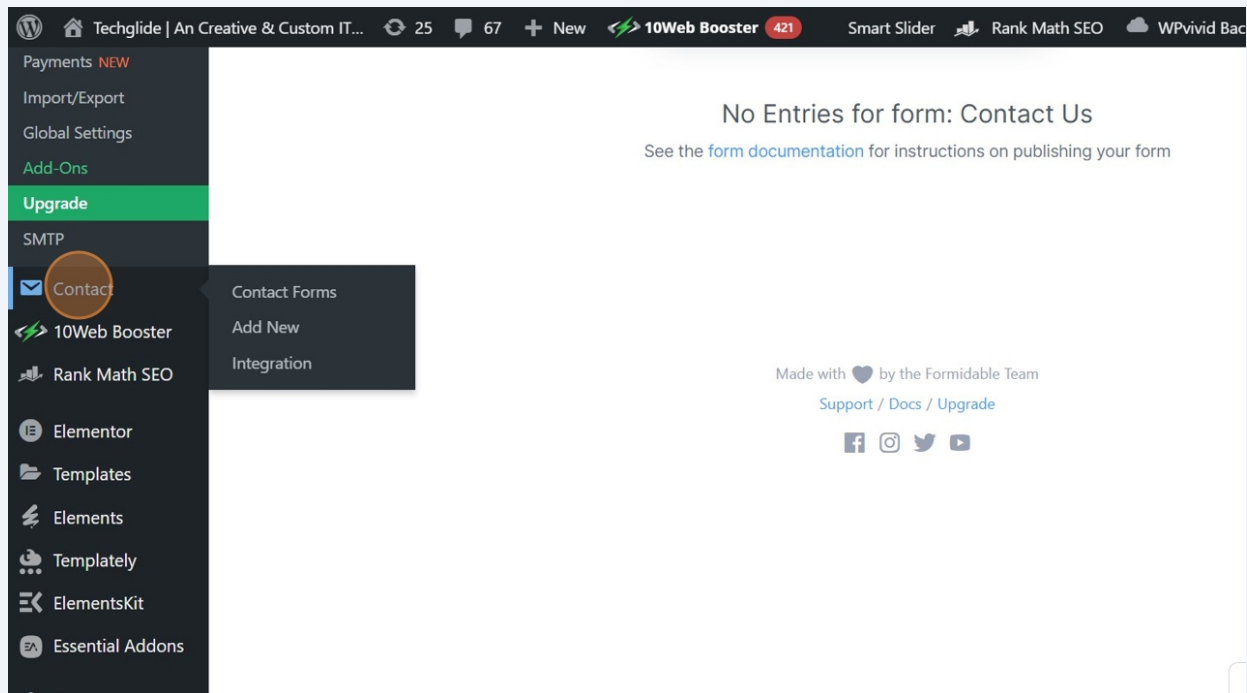 Techglide | An Creative & Custom IT... 25 67 New 10Web Booster 421 Smart Slider Rank Math SEO WPvivid Bac
Payments NEW
Import/Export
Global Settings
Add-Ons
Upgrade
SMTP
Contact
10Web Booster
Rank Math SEO
Elementor
Templates
Elements
Templately
ElementsKit
Essential Addons
Contact Forms
Add New
Integration
No Entries for form: Contact Us
See the form documentation for instructions on publishing your form
Made with by the Formidable Team
Support / Docs / Upgrade